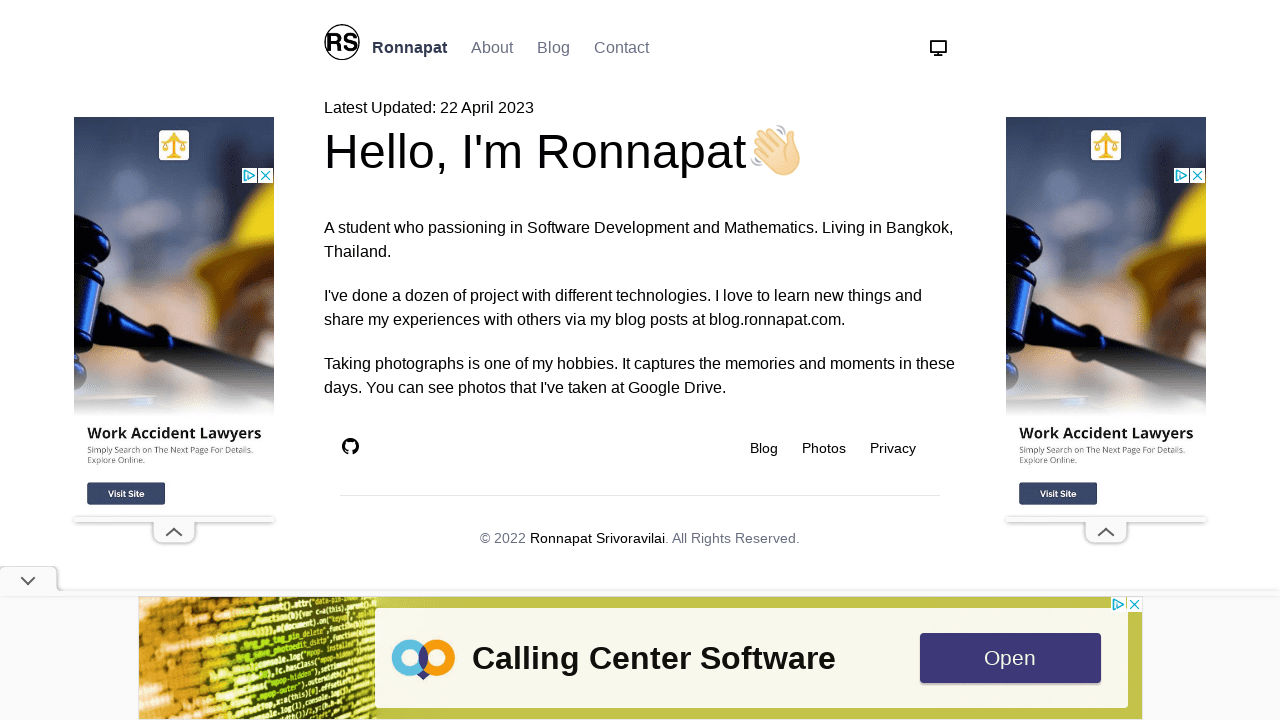 RS
Ronnapat About Blog Contact
Latest Updated: 22 April 2023
Hello, I'm Ronnapat👋
A student who passioning in Software Development and Mathematics. Living in Bangkok,
Thailand.
I've done a dozen of project with different technologies. I love to learn new things and
share my experiences with others via my blog posts at blog.ronnapat.com.
Taking photographs is one of my hobbies. It captures the memories and moments in these
days. You can see photos that I've taken at Google Drive.
Blog Photos Privacy
© 2022 Ronnapat Srivoravilai. All Rights Reserved.
Work Accident Lawyers
Simply Search on The Next Page For Details.
Explore Online.
Visit Site
Work Accident Lawyers
Simply Search on The Next Page For Details.
Explore Online.
Visit Site
Calling Center Software
Open